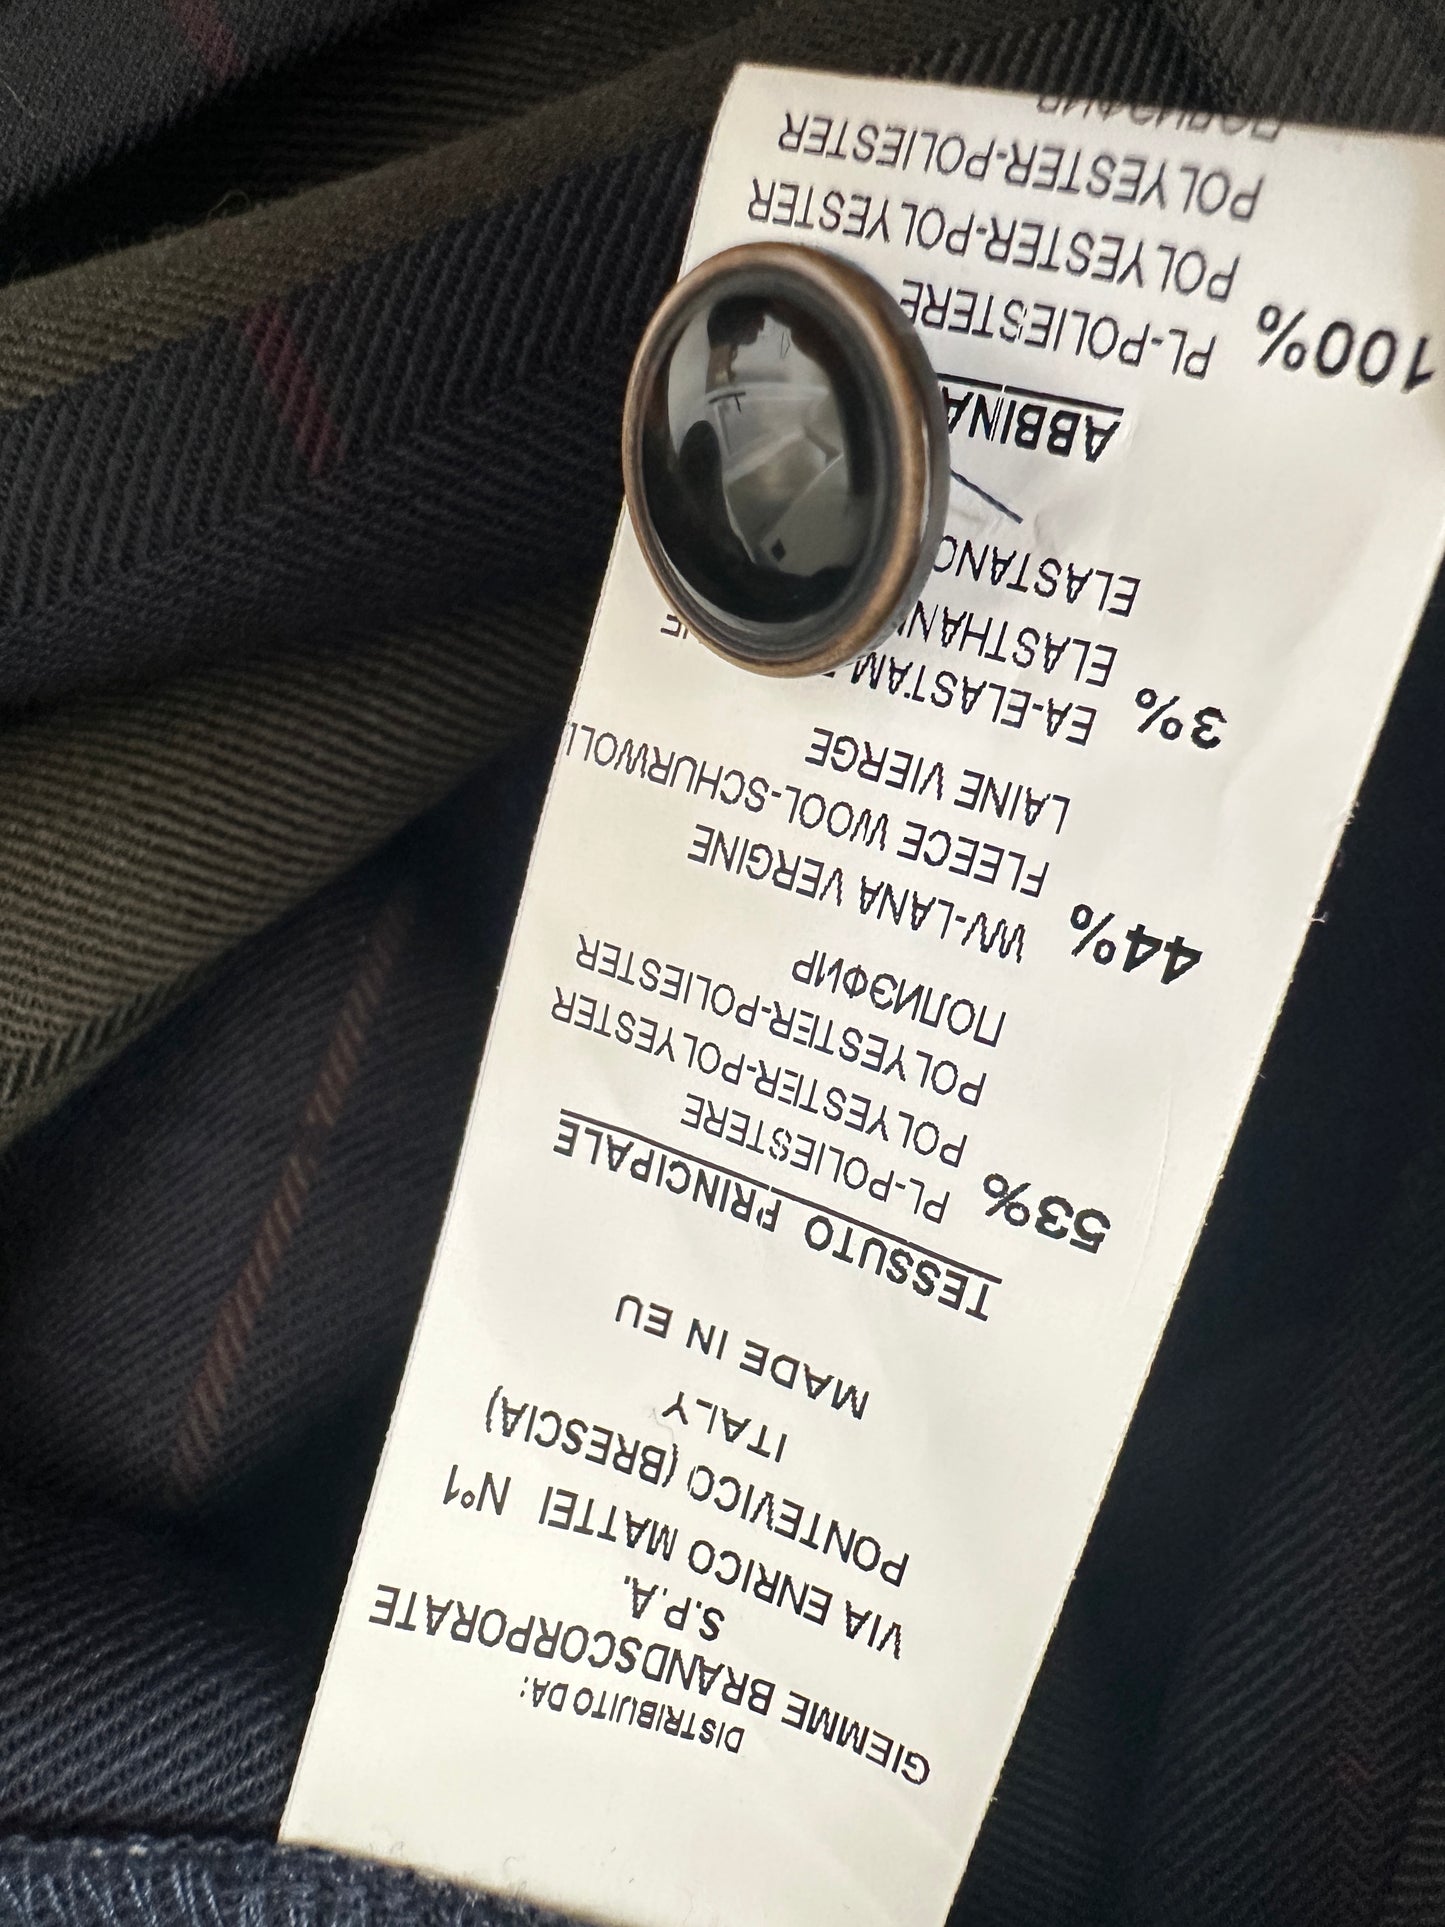 DISTRIBUITO DA:
GIEMME BRANDSCORPORATE
S.P.A.
VIA ENRICO MATTEI N°1
PONTEVICO (BRESCIA)
ITALY
MADE IN EU
TESSUTO PRINCIPALE
53% PL-POLIESTERE
POLYESTER-POLYESTER
POLYESTER-POLIESTER
ПОЛИЭФИР
44% WV-LANA VERGINE
FLEECE WOOL-SCHURWOLL
LAINE VIERGE
3% EA-ELASTAM
ELASTHAN
ELASTANO
100% PL-POLIESTERE
POLYESTER-POLYESTER
POLYESTER-POLIESTER
ПОЛИЭФИР